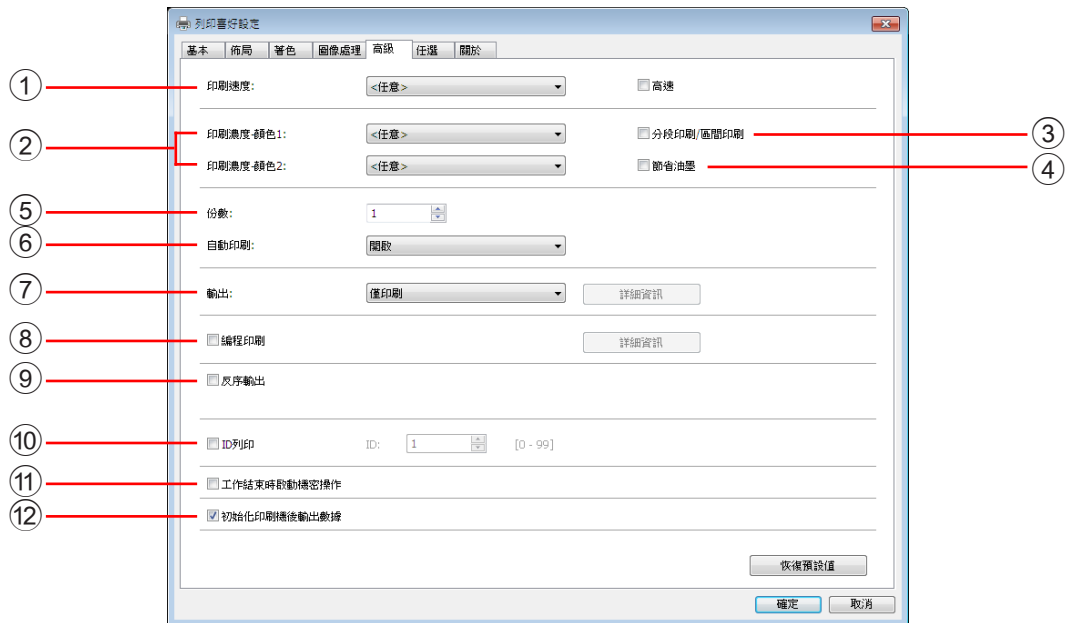 列印喜好設定
基本 佈局 著色 圖像處理 高級 任選 關於
① 印刷速度: <任意> 高速
② 印刷濃度-顏色1: <任意> 分段印刷/區間印刷 ③
印刷濃度-顏色2: <任意> 節省油墨 ④
⑤ 份數: 1
⑥ 自動印刷: 開啟
⑦ 輸出: 僅印刷 詳細資訊
⑧ 編程印刷 詳細資訊
⑨ 反序輸出
⑩ ID列印 ID: 1 [0 - 99]
⑪ 工作結束時啟動機密操作
⑫ 初始化印刷機後輸出數據
恢復預設值
確定 取消